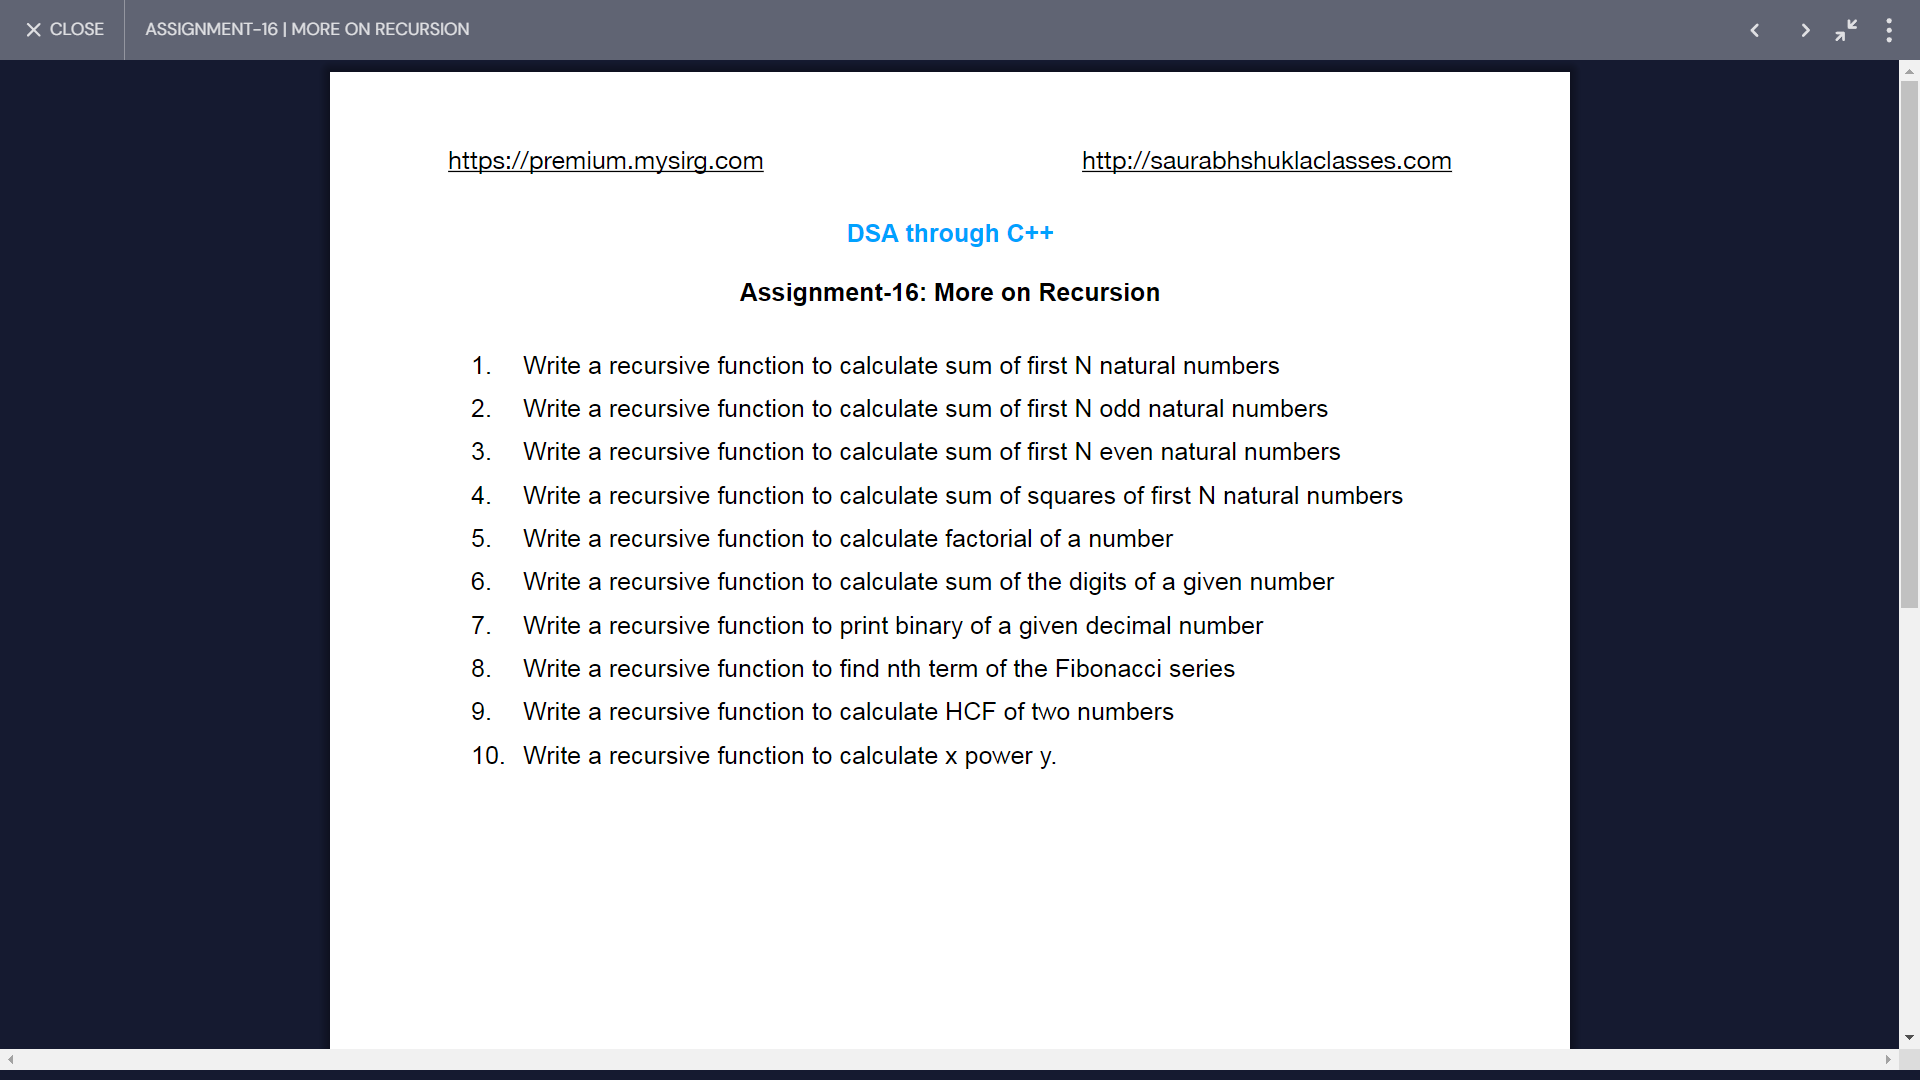 CLOSE ASSIGNMENT-16 | MORE ON RECURSION
https://premium.mysirg.com http://saurabhshuklaclasses.com
DSA through C++
Assignment-16: More on Recursion
1. Write a recursive function to calculate sum of first N natural numbers
2. Write a recursive function to calculate sum of first N odd natural numbers
3. Write a recursive function to calculate sum of first N even natural numbers
4. Write a recursive function to calculate sum of squares of first N natural numbers
5. Write a recursive function to calculate factorial of a number
6. Write a recursive function to calculate sum of the digits of a given number
7. Write a recursive function to print binary of a given decimal number
8. Write a recursive function to find nth term of the Fibonacci series
9. Write a recursive function to calculate HCF of two numbers
10. Write a recursive function to calculate x power y.